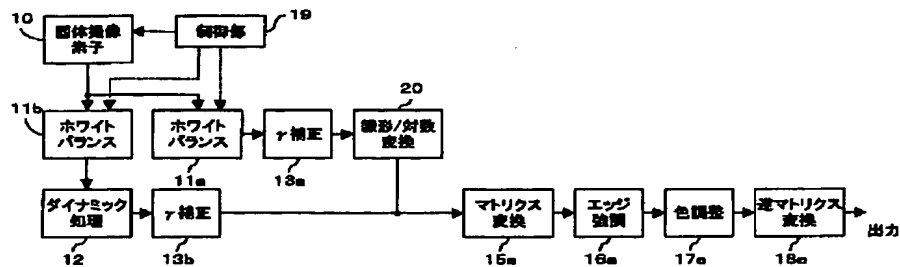 10
固体撮像
素子
制御部
19
11b
ホワイト
バランス
ホワイト
バランス
11a
γ補正
13a
20
線形/対数
変換
ダイナミック
処理
12
γ補正
13b
マトリクス
変換
15a
エッジ
強調
16a
色調整
17a
逆マトリクス
変換
18a
出力